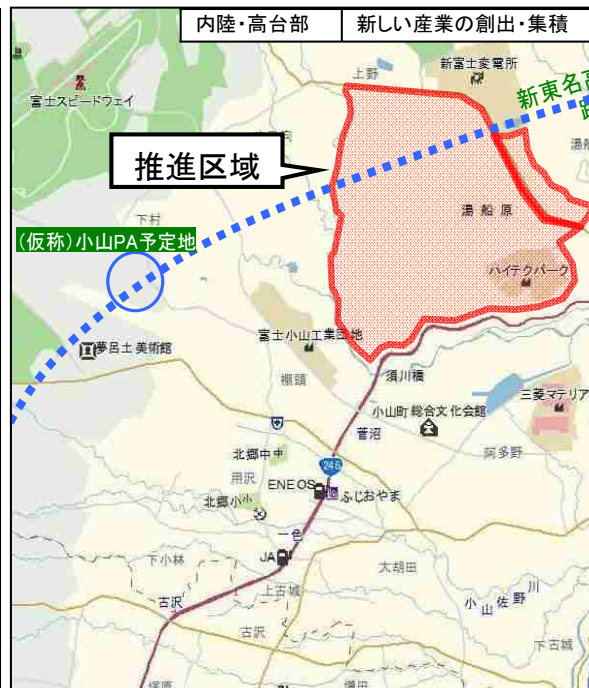 内陸・高台部
新しい産業の創出・集積
新富士変電所
上野
富士スピードウェイ
新東名高
推進区域
湯船原
下村
(仮称)小山PA予定地
ハイテクパーク
富士小山工業団地
夢呂土美術館
棚頭
須川橋
三菱マテリア
小山町総合文化会館
菅沼
阿多野
北郷中
用沢
246
ENEOS
ふじおやま
北郷小
一色
下小林
JA
大胡田
上古城
古沢
小山佐野川
古沢
下古城
塚原
増田